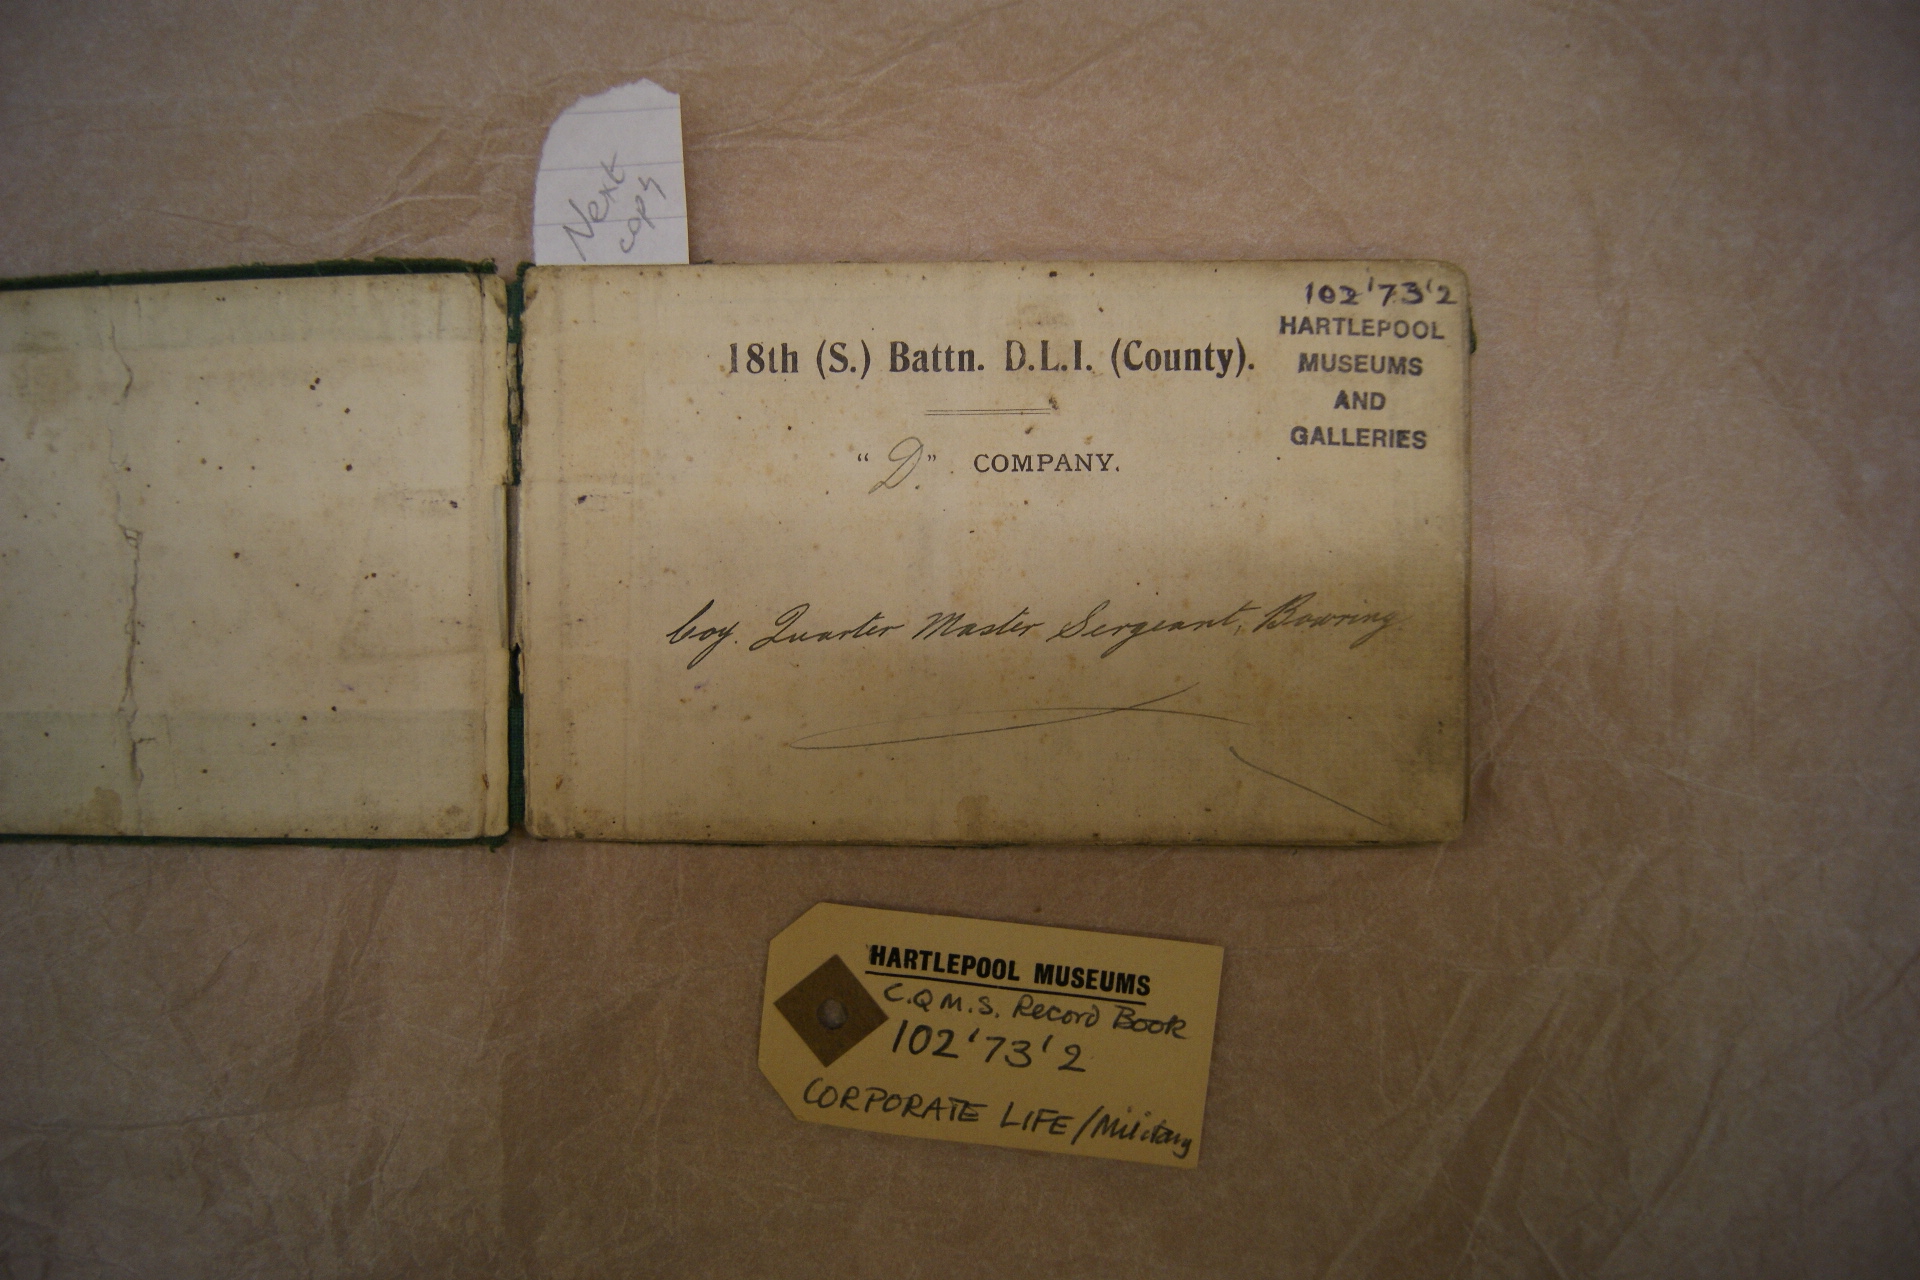 Next
copy
102'73'2
HARTLEPOOL
MUSEUMS
AND
GALLERIES
18th (S.) Battn. D.L.I. (County).
"D." COMPANY.
Coy. Quarter Master Sergeant, Bowring
HARTLEPOOL MUSEUMS
C.Q.M.S. Record Book
102'73'2
CORPORATE LIFE/Military